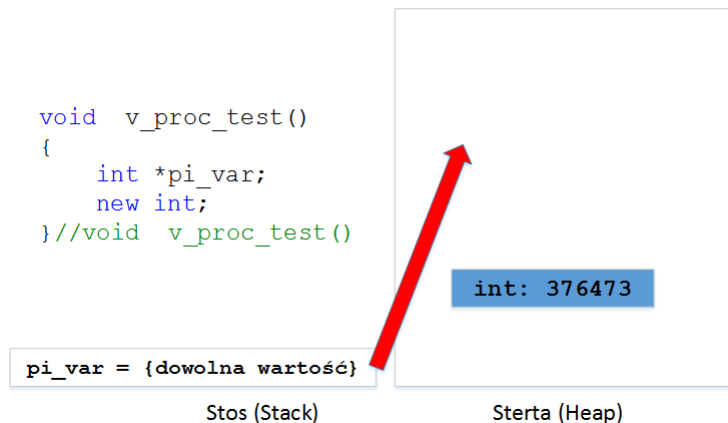 void  v_proc_test()
{
    int *pi_var;
    new int;
}//void  v_proc_test()
int: 376473
pi_var = {dowolna wartość}
Stos (Stack)
Sterta (Heap)